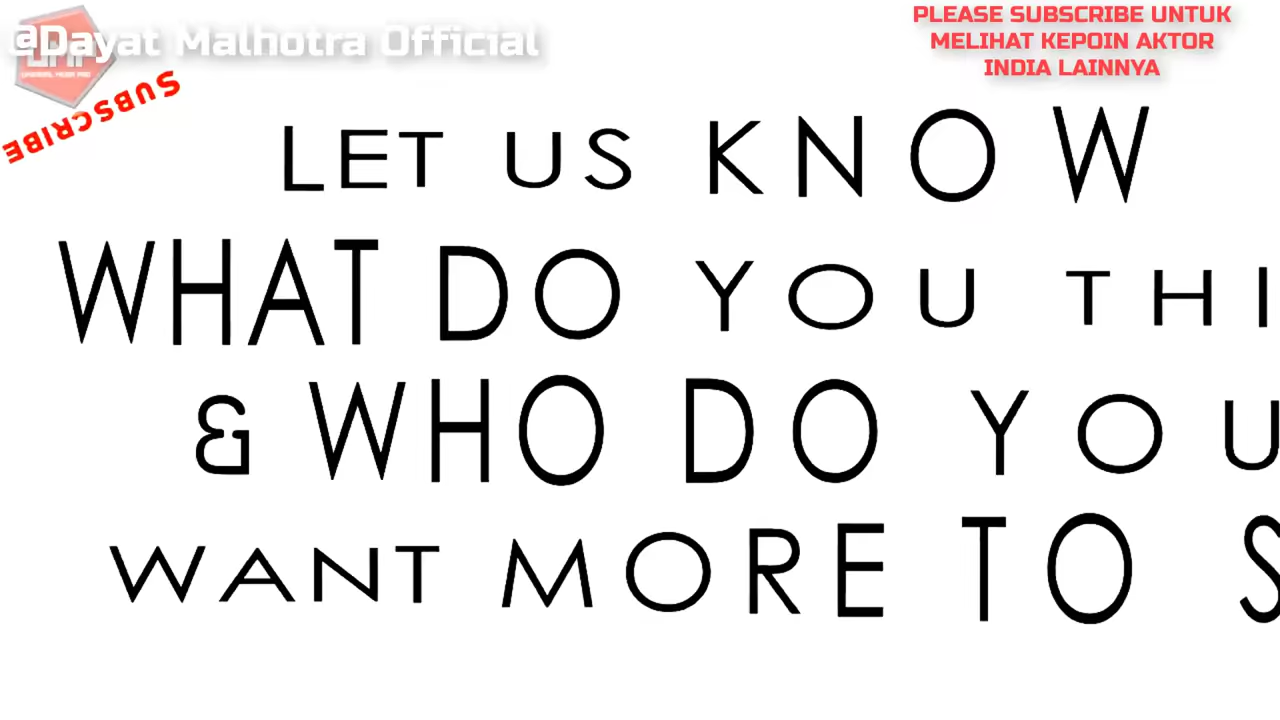 @Dayat Malhotra Official
SUBSCRIBE
PLEASE SUBSCRIBE UNTUK
MELIHAT KEPOIN AKTOR
INDIA LAINNYA
LET US KNOW
WHAT DO YOU THI
& WHO DO YOU
WANT MORE TO S